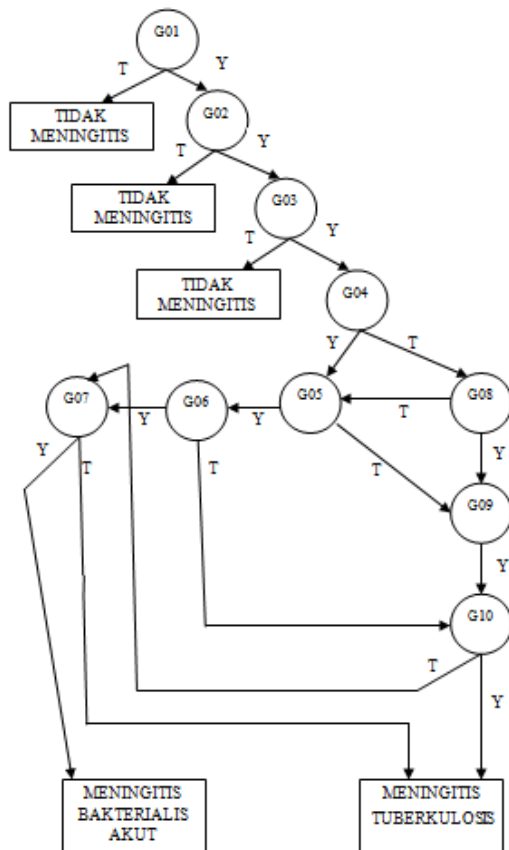 G01
T
Y
TIDAK
MENINGITIS
G02
T
Y
TIDAK
MENINGITIS
G03
T
Y
TIDAK
MENINGITIS
G04
Y
T
G07
G06
G05
G08
Y
T
Y
T
Y
T
T
Y
G09
Y
G10
T
Y
MENINGITIS
BAKTERIALIS
AKUT
MENINGITIS
TUBERKULOSIS